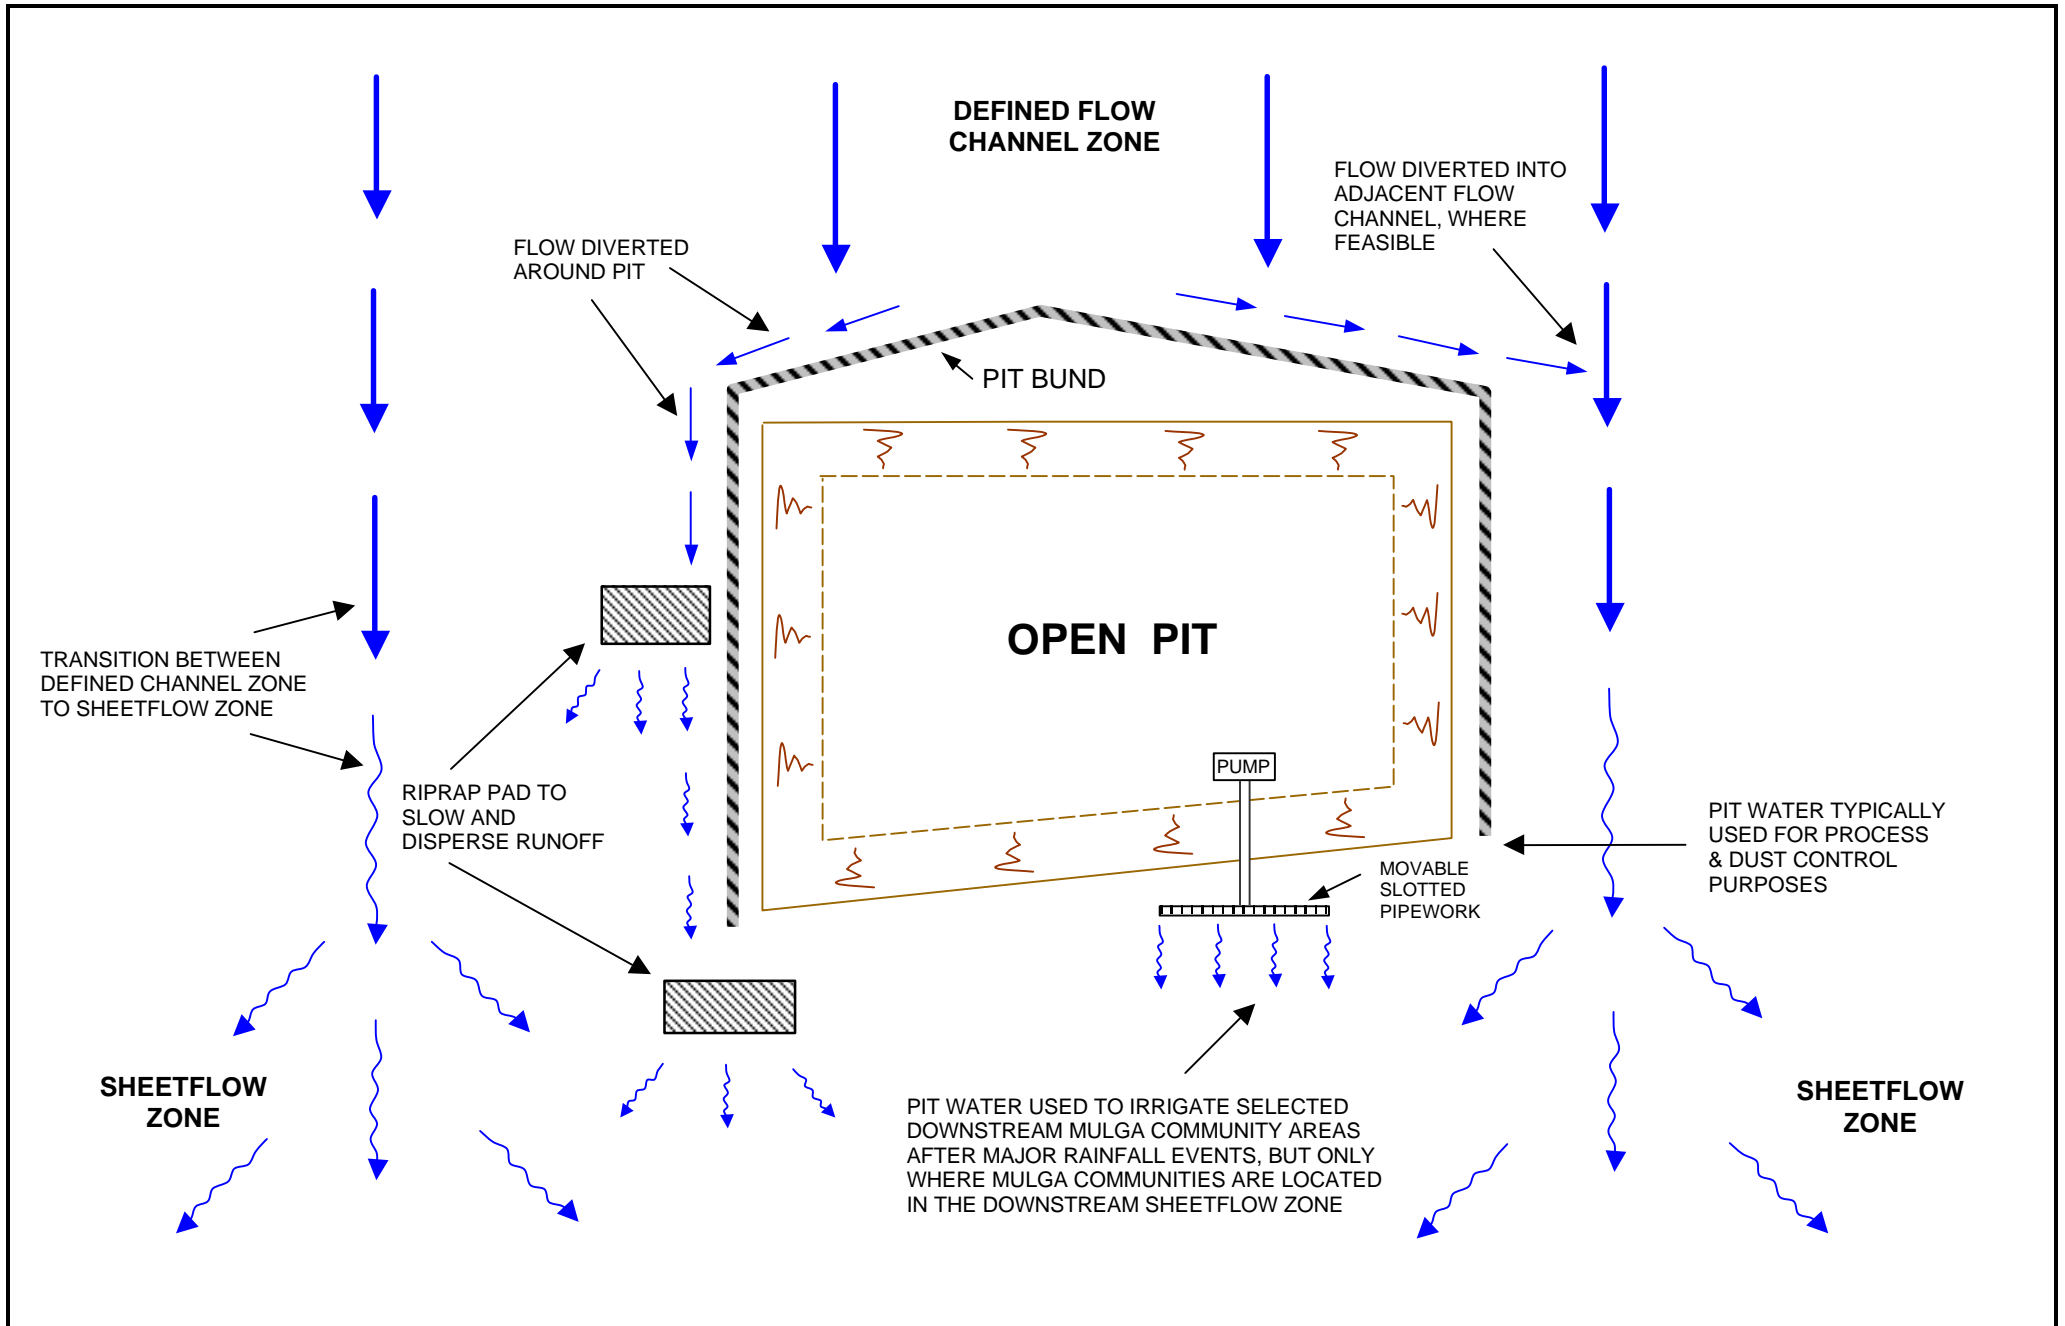 DEFINED FLOW
CHANNEL ZONE
FLOW DIVERTED INTO
ADJACENT FLOW
CHANNEL, WHERE
FEASIBLE
FLOW DIVERTED
AROUND PIT
PIT BUND
OPEN PIT
TRANSITION BETWEEN
DEFINED CHANNEL ZONE
TO SHEETFLOW ZONE
RIPRAP PAD TO
SLOW AND
DISPERSE RUNOFF
PUMP
PIT WATER TYPICALLY
USED FOR PROCESS
& DUST CONTROL
PURPOSES
MOVABLE
SLOTTED
PIPEWORK
SHEETFLOW
ZONE
PIT WATER USED TO IRRIGATE SELECTED
DOWNSTREAM MULGA COMMUNITY AREAS
AFTER MAJOR RAINFALL EVENTS, BUT ONLY
WHERE MULGA COMMUNITIES ARE LOCATED
IN THE DOWNSTREAM SHEETFLOW ZONE
SHEETFLOW
ZONE